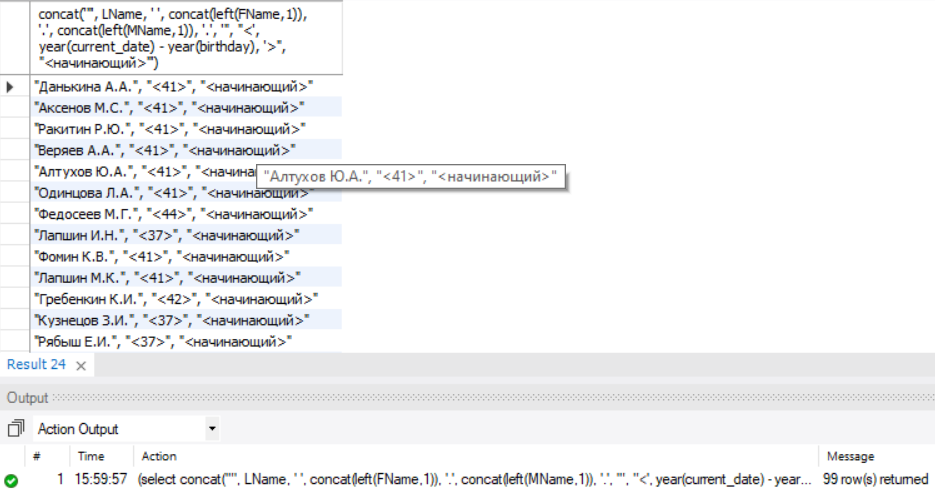 concat('"', LName, ' ', concat(left(FName,1)),
'.', concat(left(MName,1)), '.', '", "<',
year(current_date) - year(birthday), '>",
"<начинающий>"')
"Данькина А.А.", "<41>", "<начинающий>"
"Аксенов М.С.", "<41>", "<начинающий>"
"Ракитин Р.Ю.", "<41>", "<начинающий>"
"Веряев А.А.", "<41>", "<начинающий>"
"Алтухов Ю.А.", "<41>", "<начина
"Алтухов Ю.А.", "<41>", "<начинающий>"
"Одинцова Л.А.", "<41>", "<начинающий>"
"Федосеев М.Г.", "<44>", "<начинающий>"
"Лапшин И.Н.", "<37>", "<начинающий>"
"Фомин К.В.", "<41>", "<начинающий>"
"Лапшин М.К.", "<41>", "<начинающий>"
"Гребенкин К.И.", "<42>", "<начинающий>"
"Кузнецов З.И.", "<37>", "<начинающий>"
"Рябыш Е.И.", "<37>", "<начинающий>"
Result 24
Output
Action Output
# Time Action Message
1 15:59:57 (select concat('"', LName, ' ', concat(left(FName,1)), '.', concat(left(MName,1)), '.', '", "<', year(current_date) - year... 99 row(s) returned